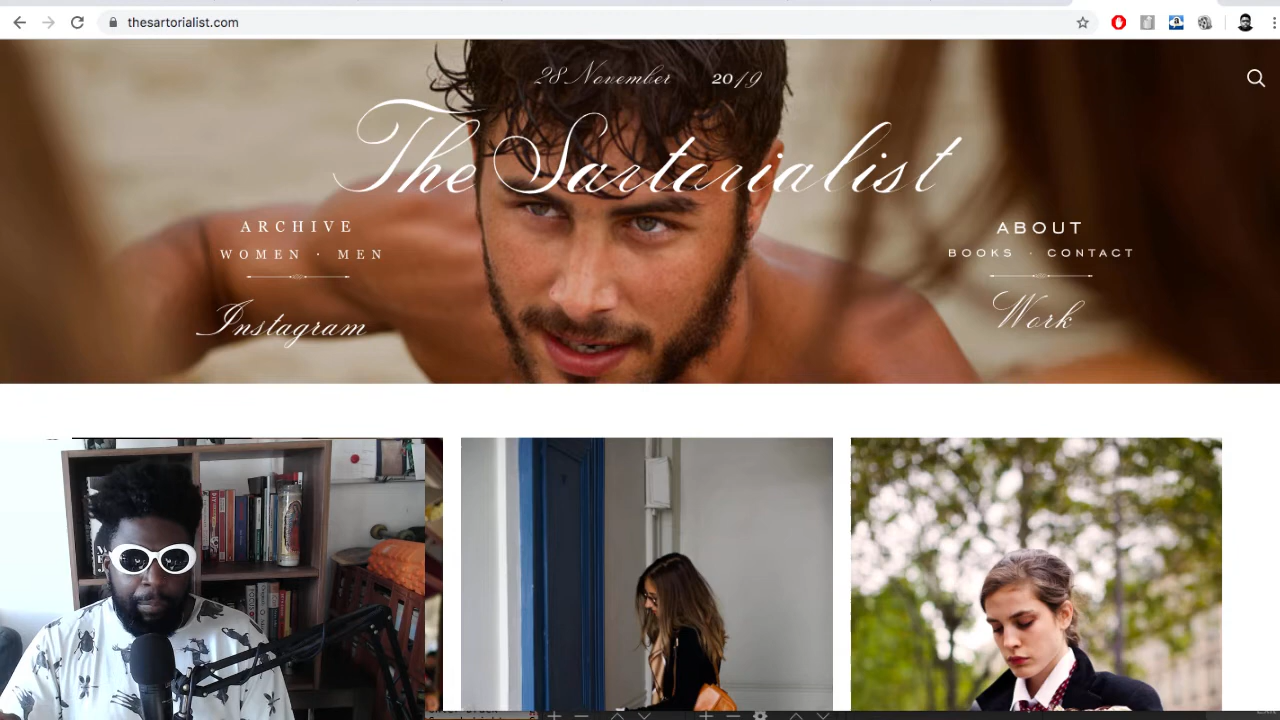 thesartorialist.com
28 November 2019
The Sartorialist
ARCHIVE
WOMEN · MEN
Instagram
ABOUT
BOOKS · CONTACT
Work